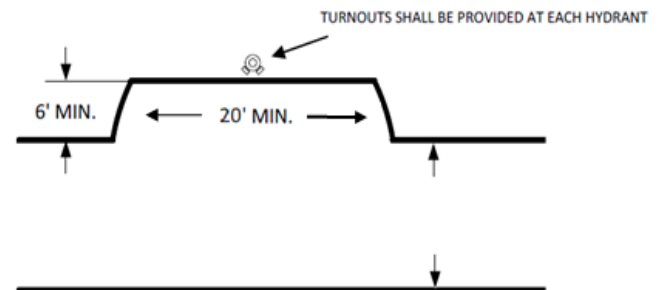 TURNOUTS SHALL BE PROVIDED AT EACH HYDRANT
6' MIN.
20' MIN.